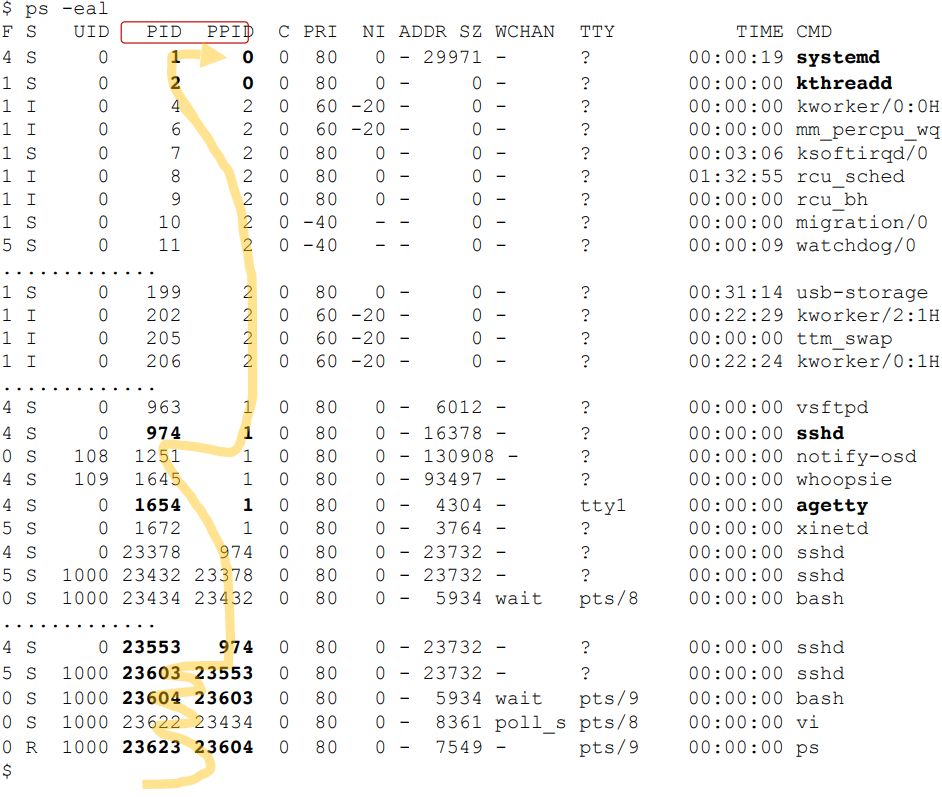 $ ps -eal
F S UID PID PPID C PRI NI ADDR SZ WCHAN TTY TIME CMD
4 S 0 1 0 0 80 0 - 29971 - ? 00:00:19 systemd
1 S 0 2 0 0 80 0 - 0 - ? 00:00:00 kthreadd
1 I 0 4 2 0 60 -20 - 0 - ? 00:00:00 kworker/0:0H
1 I 0 6 2 0 60 -20 - 0 - ? 00:00:00 mm_percpu_wq
1 S 0 7 2 0 80 0 - 0 - ? 00:03:06 ksoftirqd/0
1 I 0 8 2 0 80 0 - 0 - ? 01:32:55 rcu_sched
1 I 0 9 2 0 80 0 - 0 - ? 00:00:00 rcu_bh
1 S 0 10 2 0 -40 - - 0 - ? 00:00:00 migration/0
5 S 0 11 2 0 -40 - - 0 - ? 00:00:09 watchdog/0
.............
1 S 0 199 2 0 80 0 - 0 - ? 00:31:14 usb-storage
1 I 0 202 2 0 60 -20 - 0 - ? 00:22:29 kworker/2:1H
1 I 0 205 2 0 60 -20 - 0 - ? 00:00:00 ttm_swap
1 I 0 206 2 0 60 -20 - 0 - ? 00:22:24 kworker/0:1H
.............
4 S 0 963 1 0 80 0 - 6012 - ? 00:00:00 vsftpd
4 S 0 974 1 0 80 0 - 16378 - ? 00:00:00 sshd
0 S 108 1251 1 0 80 0 - 130908 - ? 00:00:00 notify-osd
4 S 109 1645 1 0 80 0 - 93497 - ? 00:00:00 whoopsie
4 S 0 1654 1 0 80 0 - 4304 - tty1 00:00:00 agetty
5 S 0 1672 1 0 80 0 - 3764 - ? 00:00:00 xinetd
4 S 0 23378 974 0 80 0 - 23732 - ? 00:00:00 sshd
5 S 1000 23432 23378 0 80 0 - 23732 - ? 00:00:00 sshd
0 S 1000 23434 23432 0 80 0 - 5934 wait pts/8 00:00:00 bash
.............
4 S 0 23553 974 0 80 0 - 23732 - ? 00:00:00 sshd
5 S 1000 23603 23553 0 80 0 - 23732 - ? 00:00:00 sshd
0 S 1000 23604 23603 0 80 0 - 5934 wait pts/9 00:00:00 bash
0 S 1000 23622 23434 0 80 0 - 8361 poll_s pts/8 00:00:00 vi
0 R 1000 23623 23604 0 80 0 - 7549 - pts/9 00:00:00 ps
$